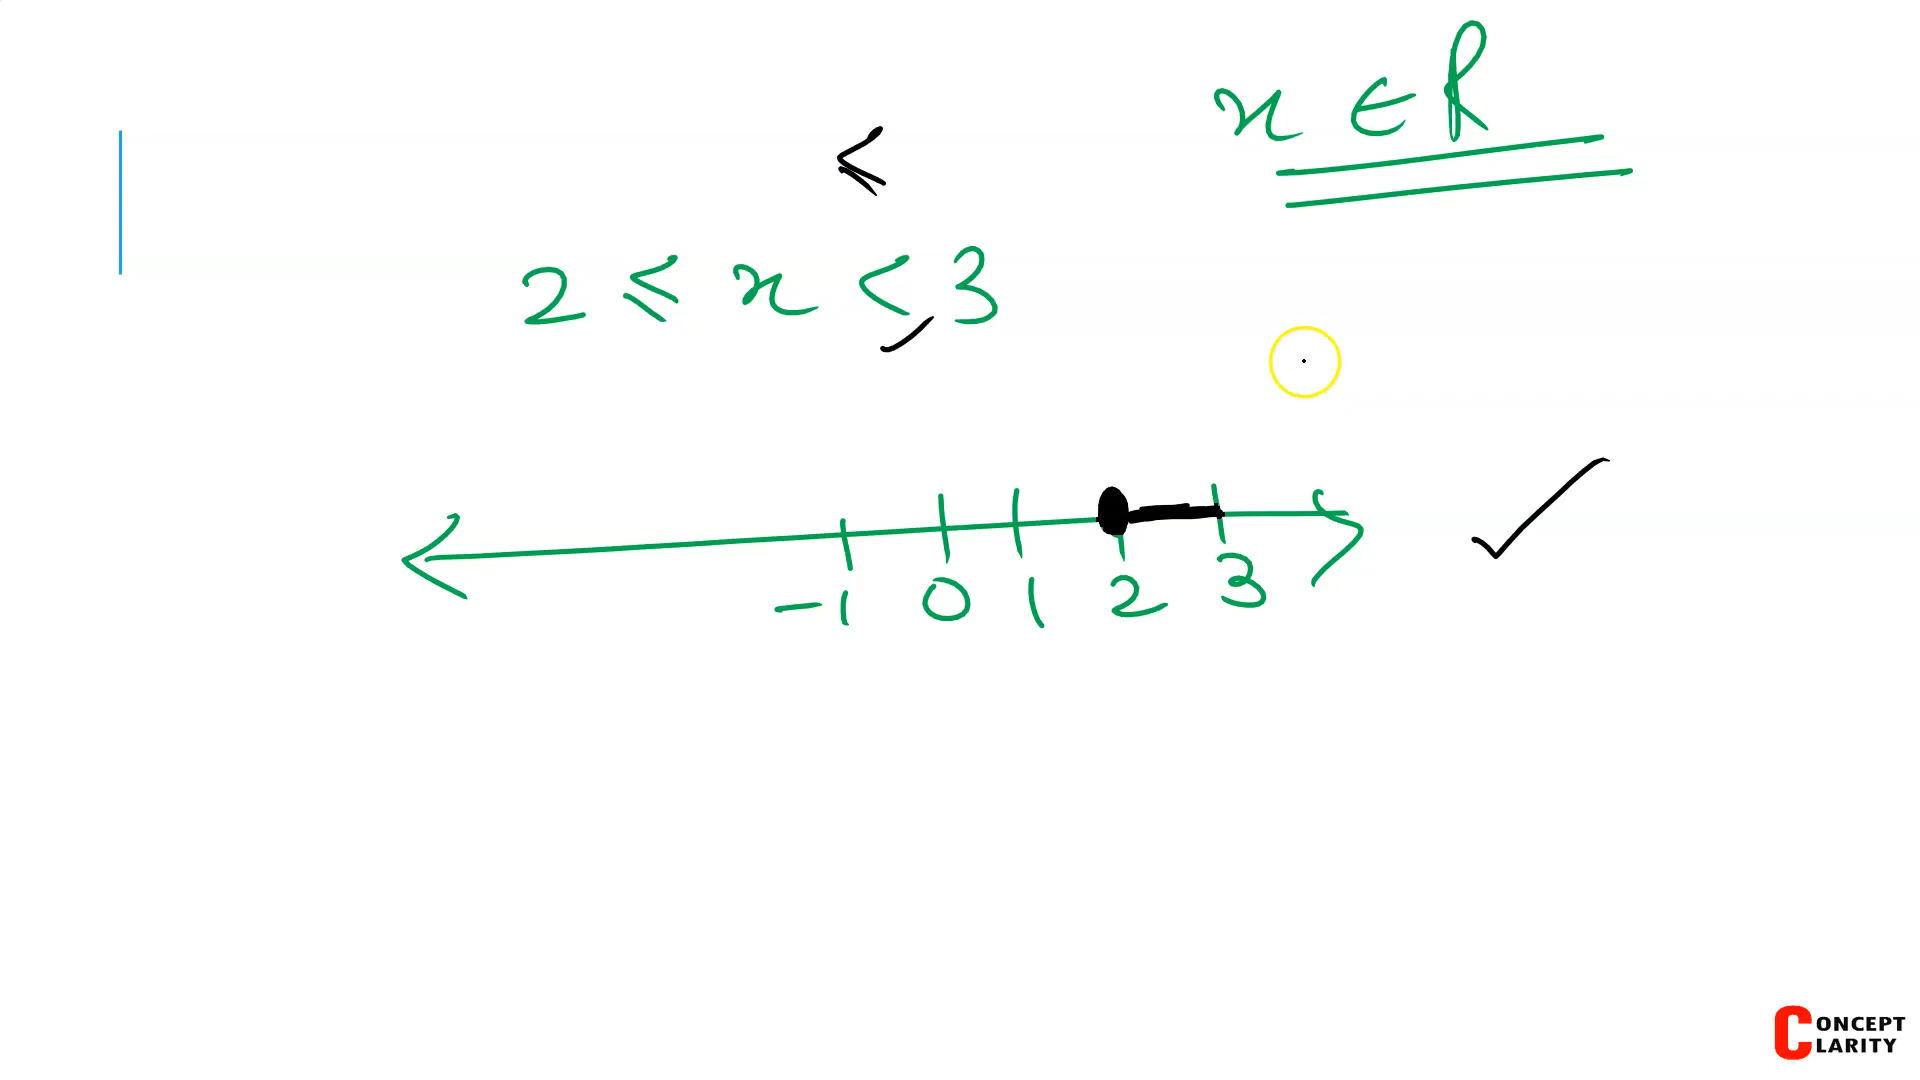 x ∈ R
≤
2 ≤ x < 3
-1 0 1 2 3
CONCEPT
CLARITY